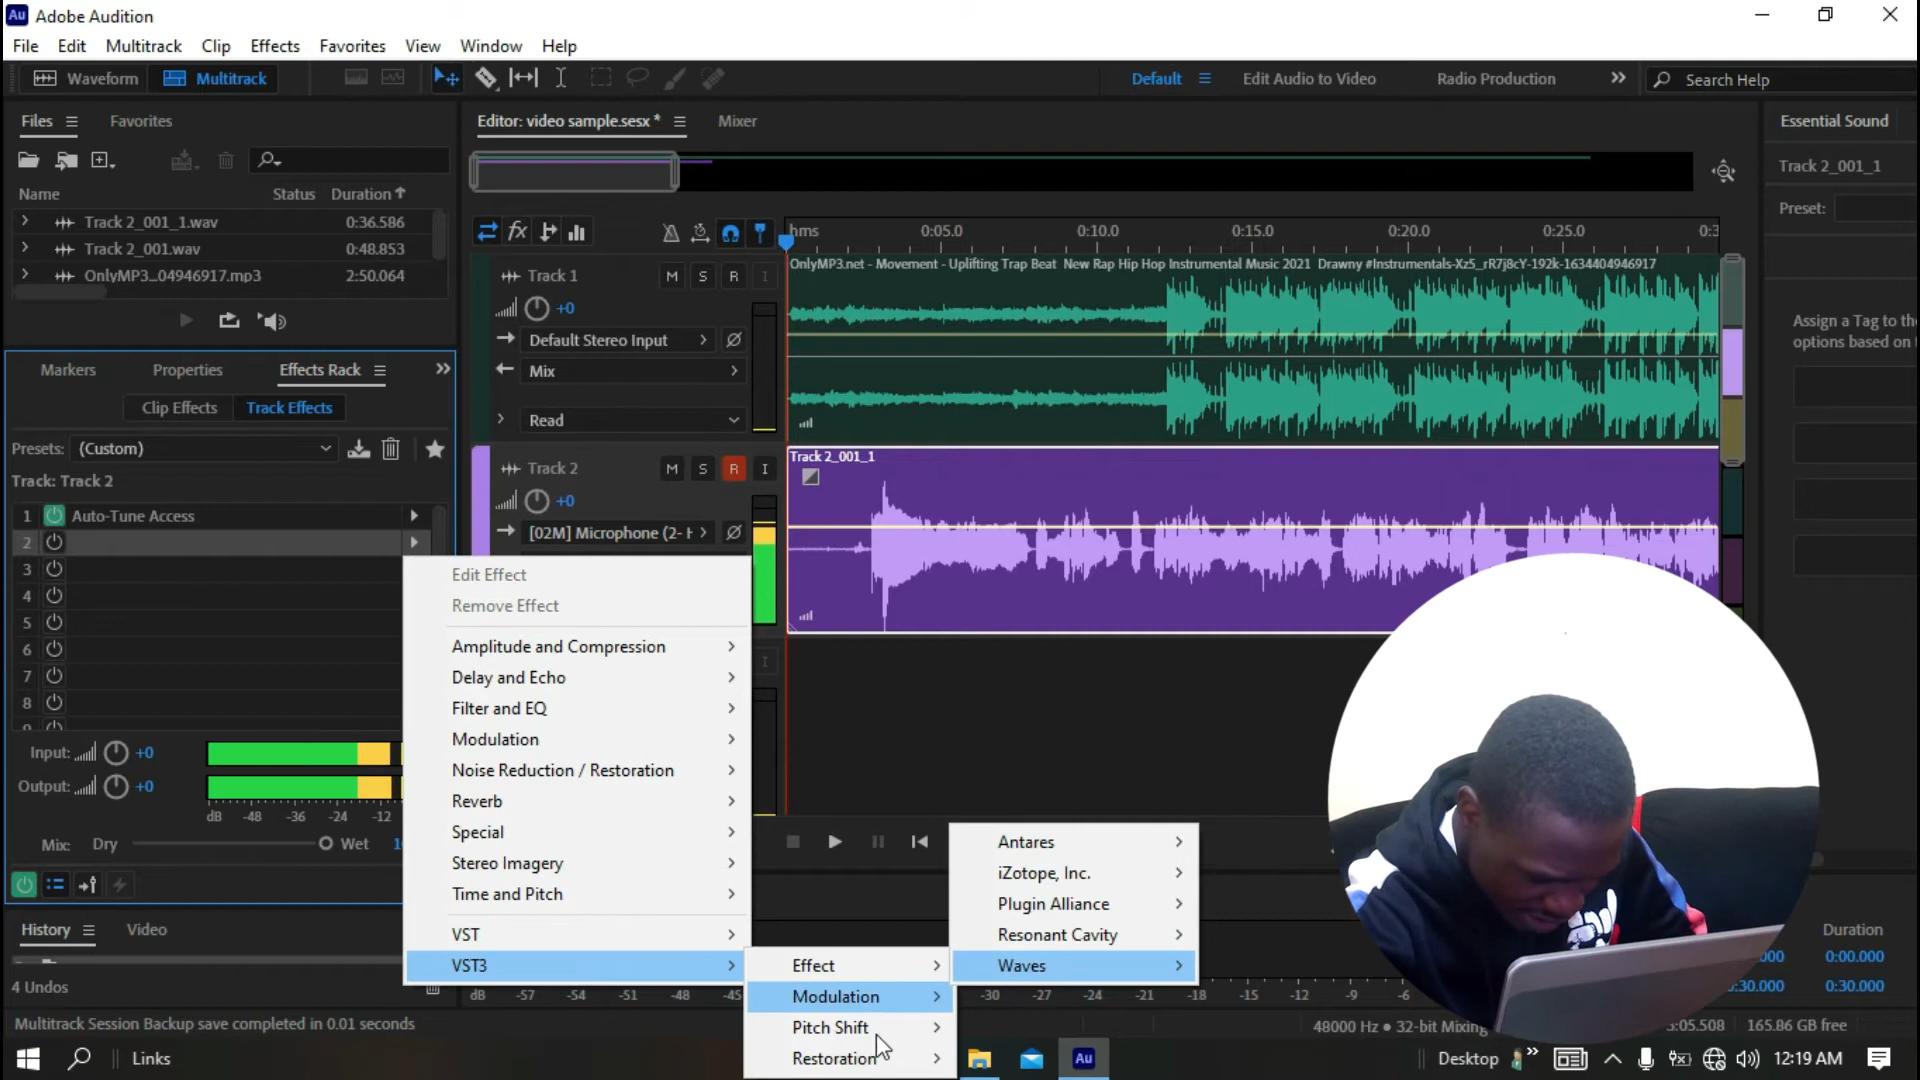 Au Adobe Audition
File Edit Multitrack Clip Effects Favorites View Window Help
Waveform Multitrack Default Edit Audio to Video Radio Production Search Help
Files Favorites
Name Status Duration
Track 2_001_1.wav 0:36.586
Track 2_001.wav 0:48.853
OnlyMP3...04946917.mp3 2:50.064
Markers Properties Effects Rack
Clip Effects Track Effects
Presets: (Custom)
Track: Track 2
1 Auto-Tune Access
2
3
4
5
6
7
8
Input: +0
Output: +0
dB -48 -36 -24 -12
Mix: Dry Wet
History Video
4 Undos
Multitrack Session Backup save completed in 0.01 seconds
Editor: video sample.sesx * Mixer
fx
hms 0:05.0 0:10.0 0:15.0 0:20.0 0:25.0
Track 1 M S R I
+0
Default Stereo Input
Mix
Read
OnlyMP3.net - Movement - Uplifting Trap Beat New Rap Hip Hop Instrumental Music 2021 Drawny #Instrumentals-Xz5_rR7j8cY-192k-1634404946917
Track 2 M S R I
+0
[02M] Microphone (2- H
Track 2_001_1
I
Edit Effect
Remove Effect
Amplitude and Compression
Delay and Echo
Filter and EQ
Modulation
Noise Reduction / Restoration
Reverb
Special
Stereo Imagery
Time and Pitch
VST
VST3
Effect
Modulation
Pitch Shift
Restoration
Antares
iZotope, Inc.
Plugin Alliance
Resonant Cavity
Waves
dB -57 -54 -51 -48 -45 -30 -27 -24 -21 -18 -15 -12 -9 -6
Essential Sound
Track 2_001_1
Preset:
Assign a Tag to the
options based on
Duration
0:00.000
0:30.000
48000 Hz • 32-bit Mixing
165.86 GB free
Links
Au
Desktop
12:19 AM